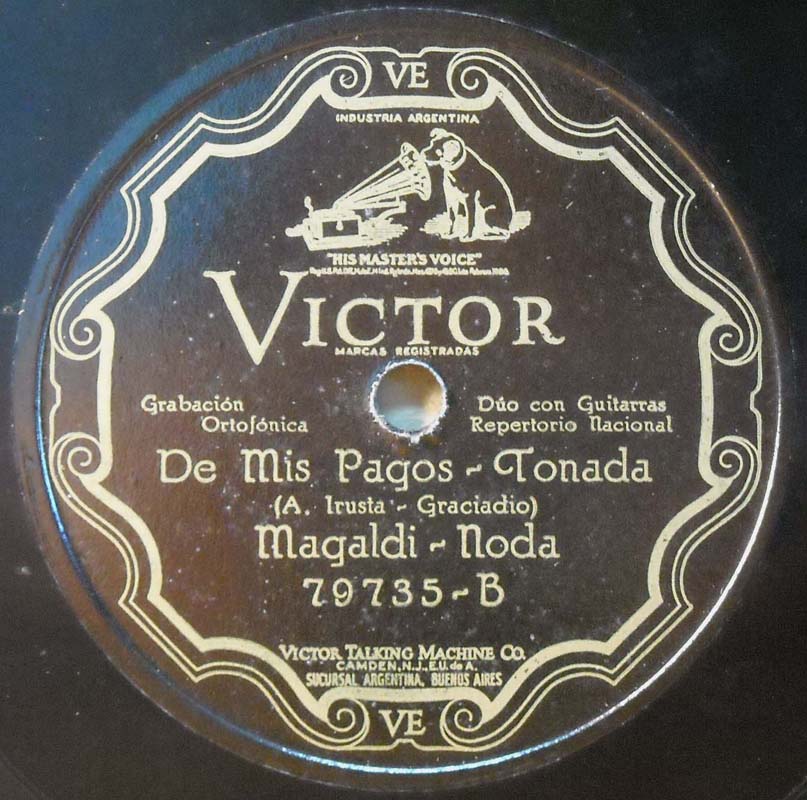 VE
INDUSTRIA ARGENTINA
"HIS MASTER'S VOICE"
VICTOR
MARCAS REGISTRADAS
Grabación Dúo con Guitarras
Ortofónica Repertorio Nacional
De Mis Pagos - Tonada
(A. Irusta - Graciadio)
Magaldi - Noda
79735-B
VICTOR TALKING MACHINE CO.
CAMDEN, N.J., E.U. de A.
SUCURSAL ARGENTINA, BUENOS AIRES
VE